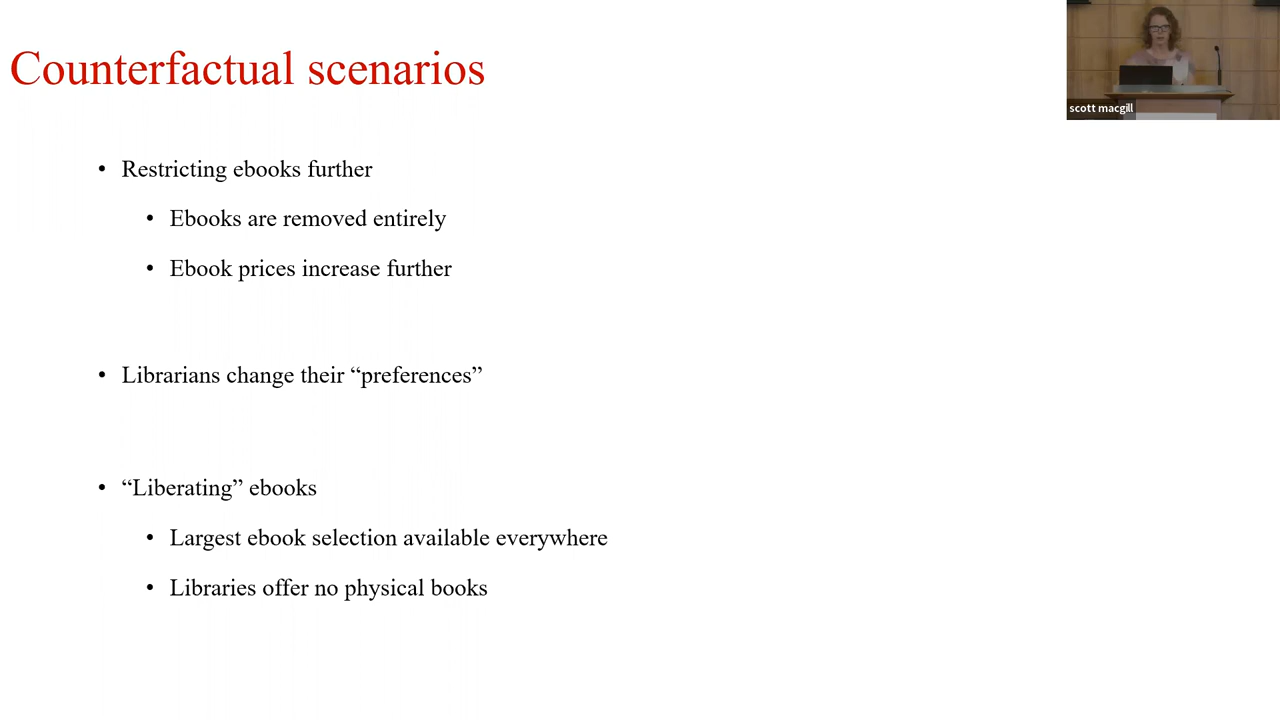 Counterfactual scenarios
scott macgill
• Restricting ebooks further
• Ebooks are removed entirely
• Ebook prices increase further
• Librarians change their “preferences”
• “Liberating” ebooks
• Largest ebook selection available everywhere
• Libraries offer no physical books